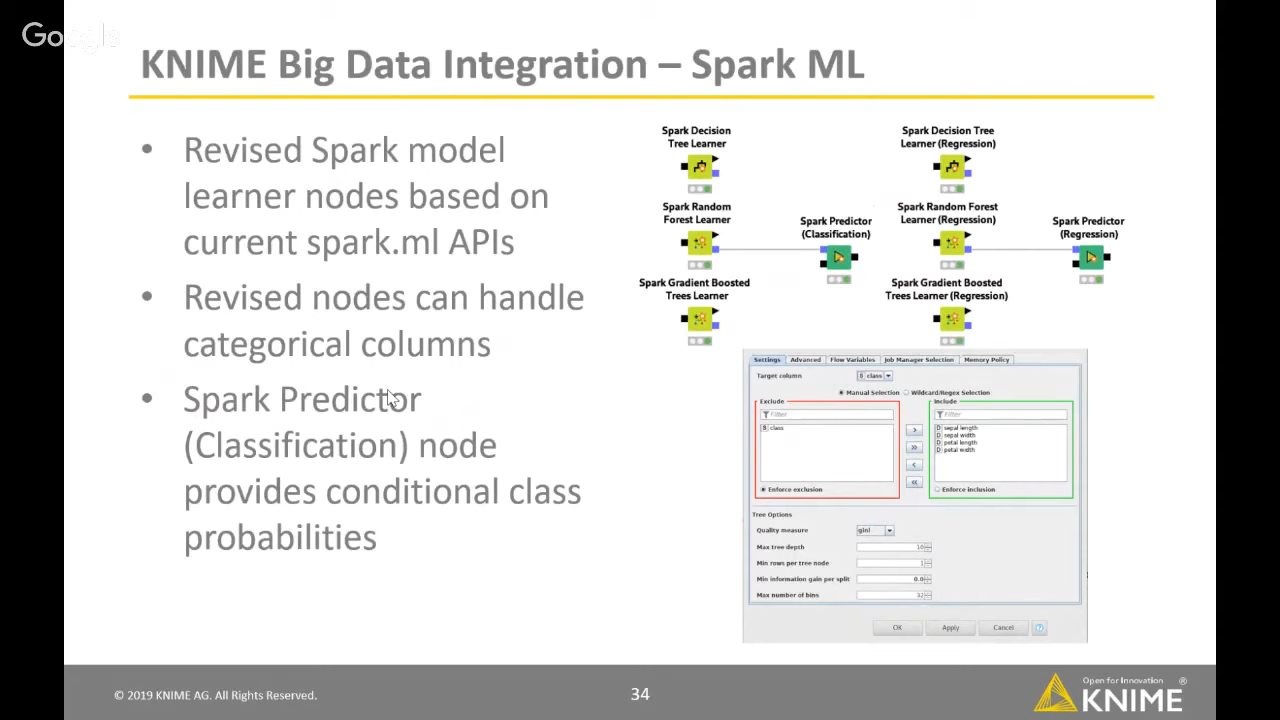 Google
KNIME Big Data Integration – Spark ML
• Revised Spark model
learner nodes based on
current spark.ml APIs
• Revised nodes can handle
categorical columns
• Spark Predictor
(Classification) node
provides conditional class
probabilities
Spark Decision
Tree Learner
Spark Decision Tree
Learner (Regression)
Spark Random
Forest Learner
Spark Predictor
(Classification)
Spark Random Forest
Learner (Regression)
Spark Predictor
(Regression)
Spark Gradient Boosted
Trees Learner
Spark Gradient Boosted
Trees Learner (Regression)
Settings Advanced Flow Variables Job Manager Selection Memory Policy
Target column S class
Manual Selection Wildcard/Regex Selection
Exclude
Filter
S class
Enforce exclusion
>
>>
<
<<
Include
Filter
D sepal length
D sepal width
D petal length
D petal width
Enforce inclusion
Tree Options
Quality measure gini
Max tree depth 10
Min rows per tree node 1
Min information gain per split 0.0
Max number of bins 32
OK Apply Cancel ?
© 2019 KNIME AG. All Rights Reserved.
34
Open for Innovation ®
KNIME